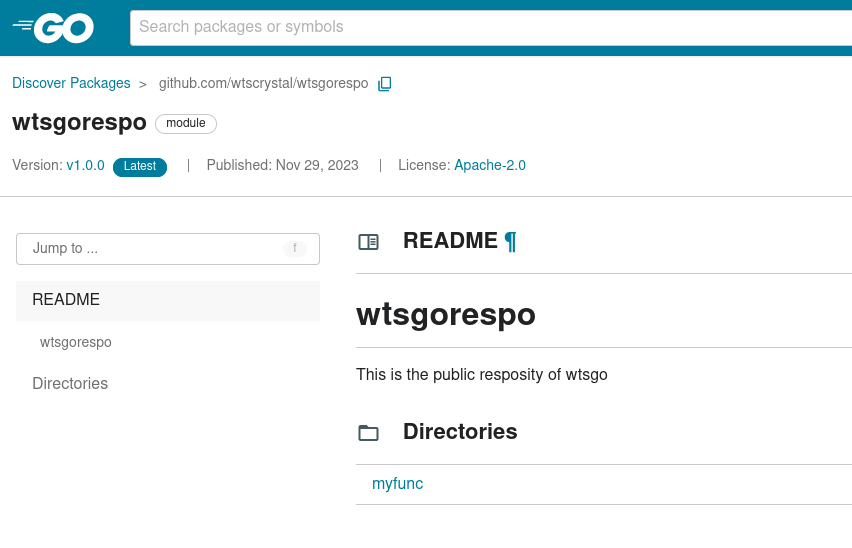 GO
Search packages or symbols
Discover Packages > github.com/wtscrystal/wtsgorespo
wtsgorespo module
Version: v1.0.0 Latest | Published: Nov 29, 2023 | License: Apache-2.0
Jump to ... f
README
wtsgorespo
Directories
README ¶
wtsgorespo
This is the public resposity of wtsgo
Directories
myfunc